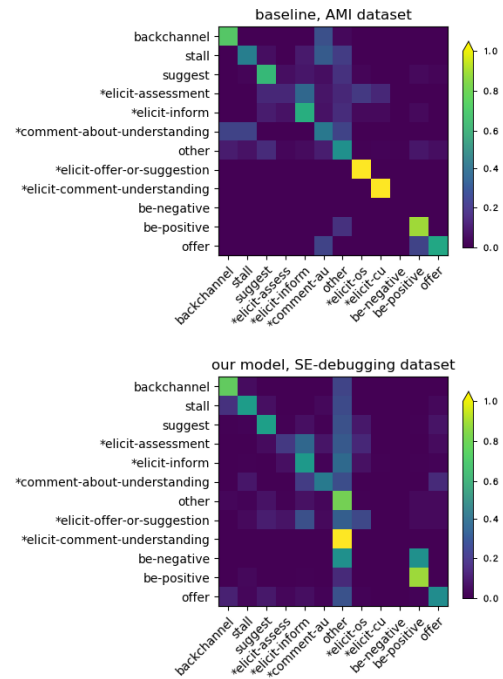 baseline, AMI dataset
backchannel
stall
suggest
*elicit-assessment
*elicit-inform
*comment-about-understanding
other
*elicit-offer-or-suggestion
*elicit-comment-understanding
be-negative
be-positive
offer
backchannel
stall
suggest
*elicit-assess
*elicit-inform
*comment-au
other
*elicit-os
*elicit-cu
be-negative
be-positive
offer
1.0
0.8
0.6
0.4
0.2
0.0
our model, SE-debugging dataset
backchannel
stall
suggest
*elicit-assessment
*elicit-inform
*comment-about-understanding
other
*elicit-offer-or-suggestion
*elicit-comment-understanding
be-negative
be-positive
offer
backchannel
stall
suggest
*elicit-assess
*elicit-inform
*comment-au
other
*elicit-os
*elicit-cu
be-negative
be-positive
offer
1.0
0.8
0.6
0.4
0.2
0.0